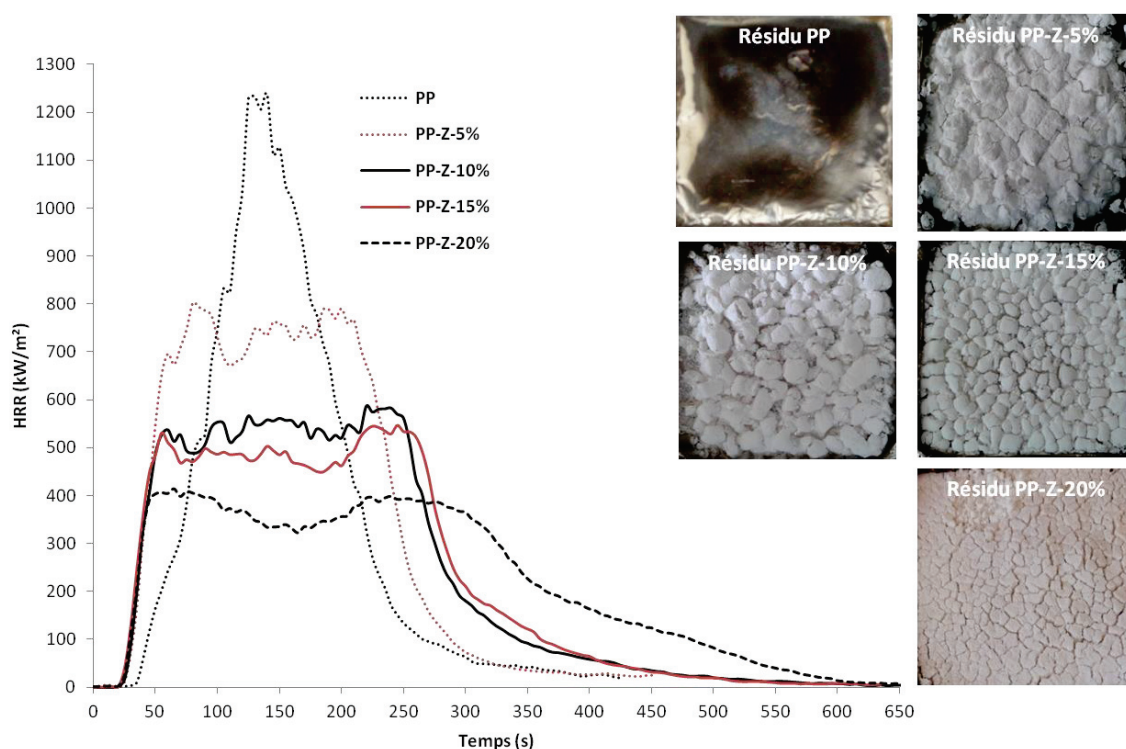 HRR (kW/m²)
1300
1200
1100
1000
900
800
700
600
500
400
300
200
100
0
0 50 100 150 200 250 300 350 400 450 500 550 600 650
Temps (s)
PP
PP-Z-5%
PP-Z-10%
PP-Z-15%
PP-Z-20%
Résidu PP
Résidu PP-Z-5%
Résidu PP-Z-10%
Résidu PP-Z-15%
Résidu PP-Z-20%